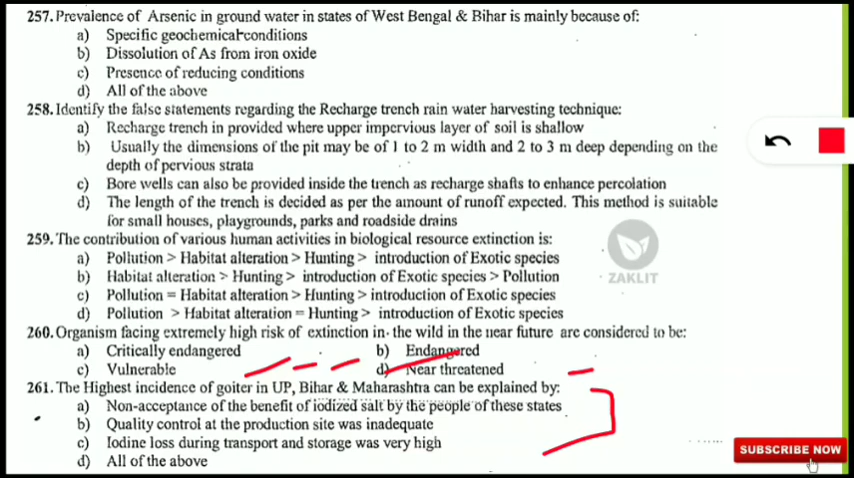 257. Prevalence of Arsenic in ground water in states of West Bengal & Bihar is mainly because of:
a) Specific geochemical conditions
b) Dissolution of As from iron oxide
c) Presence of reducing conditions
d) All of the above
258. Identify the false statements regarding the Recharge trench rain water harvesting technique:
a) Recharge trench in provided where upper impervious layer of soil is shallow
b) Usually the dimensions of the pit may be of 1 to 2 m width and 2 to 3 m deep depending on the
depth of pervious strata
c) Bore wells can also be provided inside the trench as recharge shafts to enhance percolation
d) The length of the trench is decided as per the amount of runoff expected. This method is suitable
for small houses, playgrounds, parks and roadside drains
259. The contribution of various human activities in biological resource extinction is:
a) Pollution > Habitat alteration > Hunting > introduction of Exotic species
b) Habitat alteration > Hunting > introduction of Exotic species > Pollution
c) Pollution = Habitat alteration > Hunting > introduction of Exotic species
d) Pollution > Habitat alteration = Hunting > introduction of Exotic species
ZAKLIT
260. Organism facing extremely high risk of extinction in the wild in the near future are considered to be:
a) Critically endangered b) Endangered
c) Vulnerable d) Near threatened
261. The Highest incidence of goiter in UP, Bihar & Maharashtra can be explained by:
a) Non-acceptance of the benefit of iodized salt by the people of these states
b) Quality control at the production site was inadequate
c) Iodine loss during transport and storage was very high
d) All of the above
SUBSCRIBE NOW